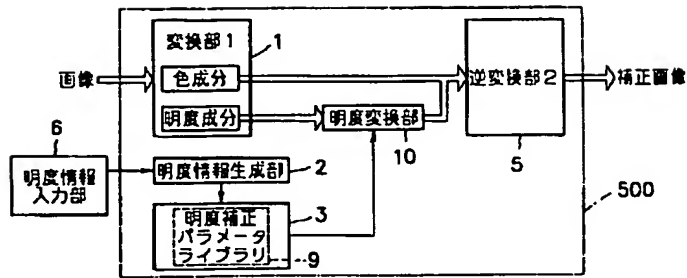 変換部1
1
画像
色成分
明度成分
逆変換部2
補正画像
5
明度変換部
10
6
明度情報
入力部
明度情報生成部
2
500
明度補正
パラメータ
ライブラリ
3
9